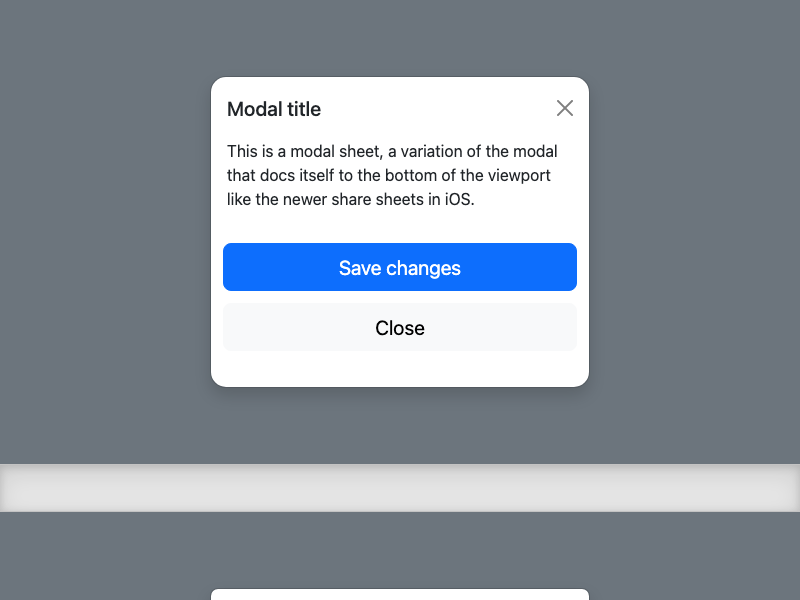 Modal title
This is a modal sheet, a variation of the modal
that docs itself to the bottom of the viewport
like the newer share sheets in iOS.
Save changes
Close